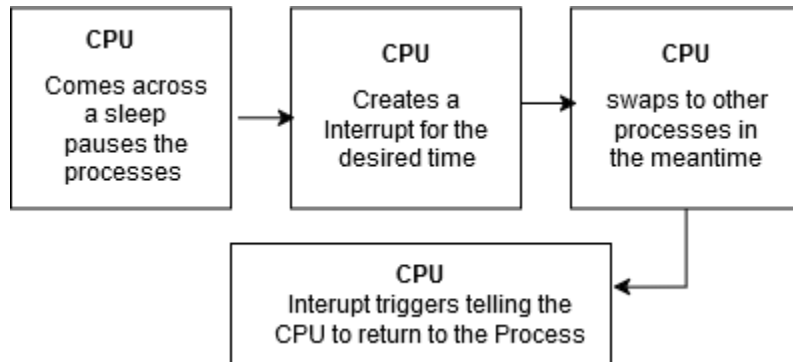 CPU
Comes across
a sleep
pauses the
processes
CPU
Creates a
Interrupt for the
desired time
CPU
swaps to other
processes in
the meantime
CPU
Interupt triggers telling the
CPU to return to the Process